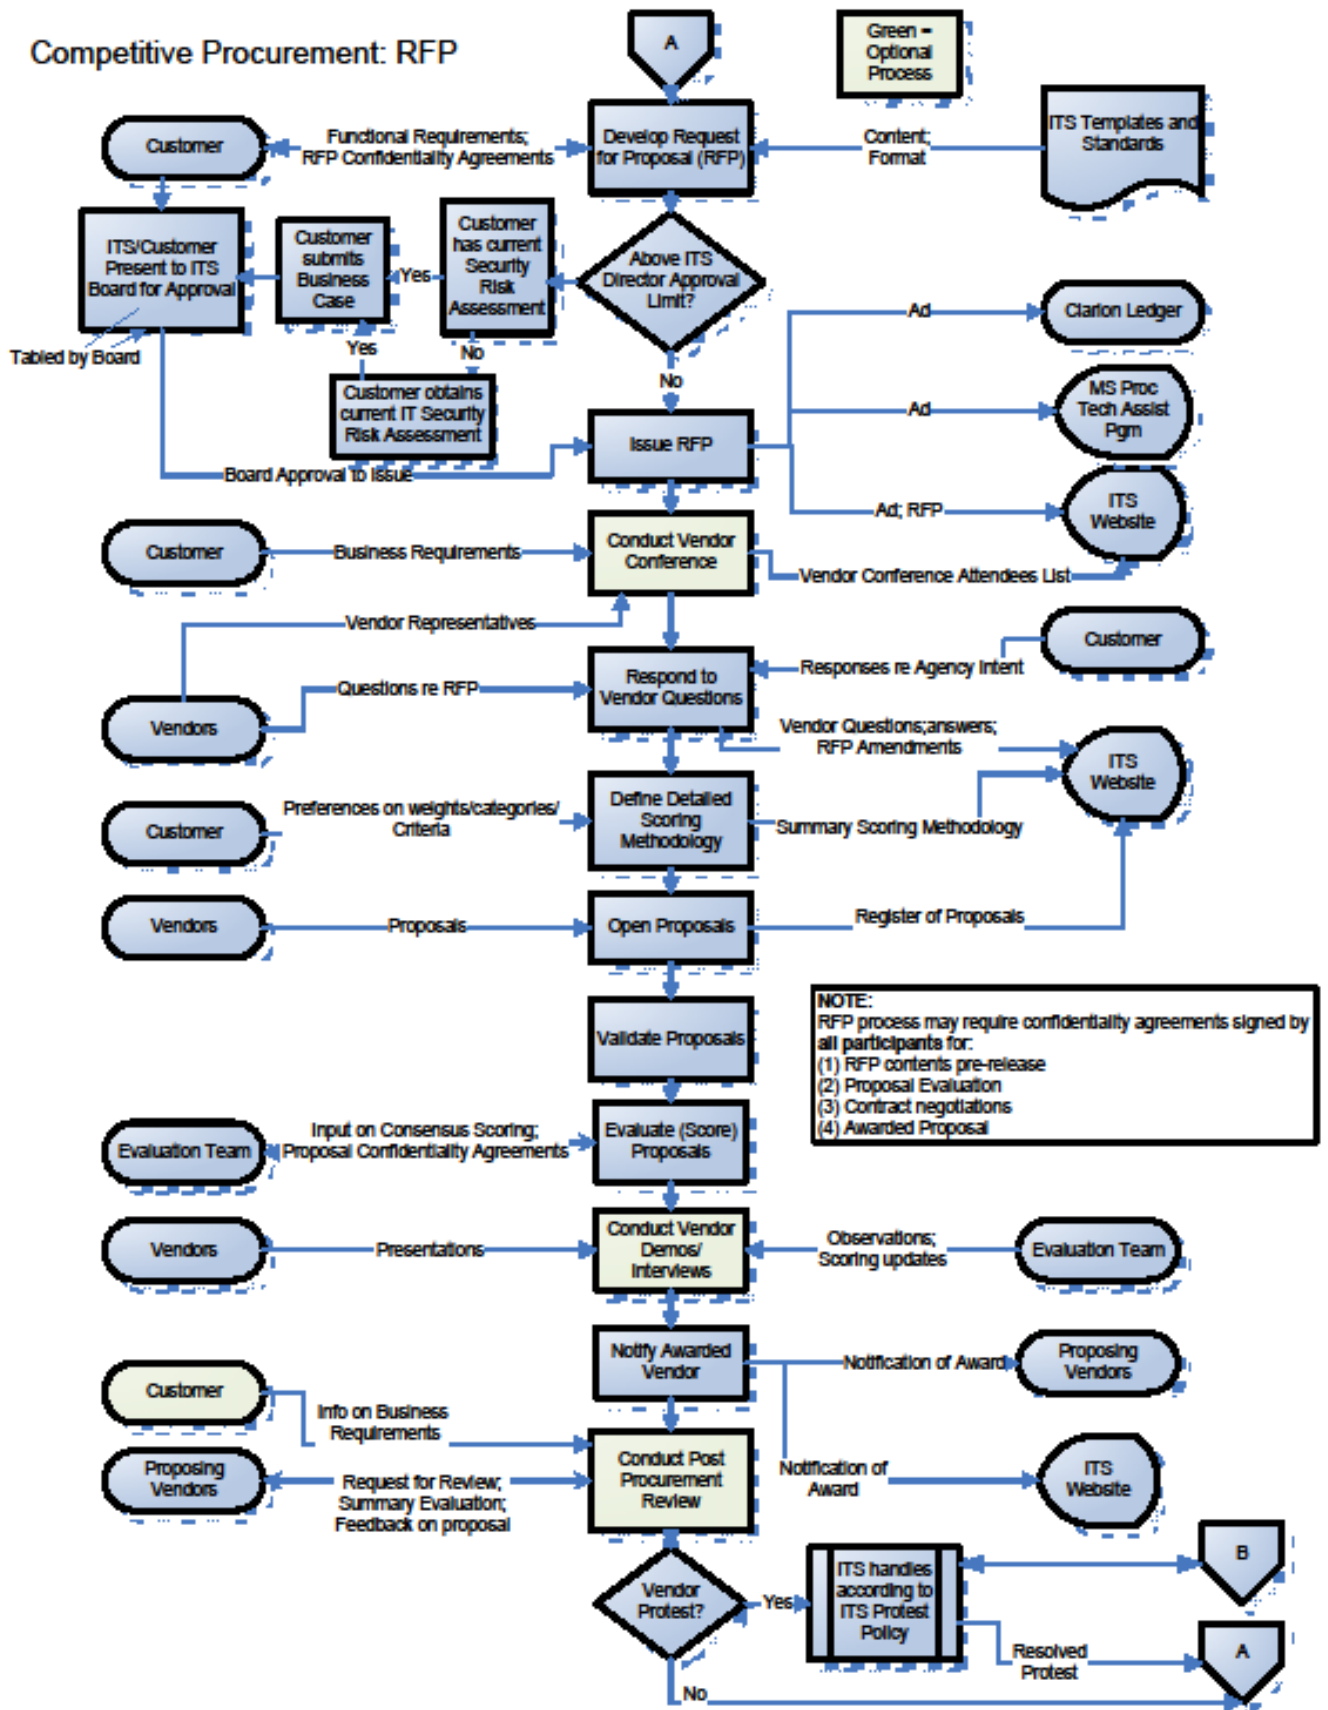 Competitive Procurement: RFP
A
Green =
Optional
Process
Customer
Functional Requirements;
RFP Confidentiality Agreements
Develop Request
for Proposal (RFP)
Content;
Format
ITS Templates and
Standards
ITS/Customer
Present to ITS
Board for Approval
Customer
submits
Business
Case
Yes
Customer
has current
Security
Risk
Assessment
Above ITS
Director Approval
Limit?
Ad
Clarion Ledger
Tabled by Board
Yes
No
No
Customer obtains
current IT Security
Risk Assessment
Ad
MS Proc
Tech Assist
Pgm
Issue RFP
Board Approval to Issue
Ad; RFP
ITS
Website
Customer
Business Requirements
Conduct Vendor
Conference
Vendor Conference Attendees List
Vendor Representatives
Customer
Responses re Agency Intent
Vendors
Questions re RFP
Respond to
Vendor Questions
Vendor Questions;answers;
RFP Amendments
ITS
Website
Customer
Preferences on weights/categories/
Criteria
Define Detailed
Scoring
Methodology
Summary Scoring Methodology
Vendors
Proposals
Open Proposals
Register of Proposals
Validate Proposals
NOTE:
RFP process may require confidentiality agreements signed by
all participants for:
(1) RFP contents pre-release
(2) Proposal Evaluation
(3) Contract negotiations
(4) Awarded Proposal
Evaluation Team
Input on Consensus Scoring;
Proposal Confidentiality Agreements
Evaluate (Score)
Proposals
Vendors
Presentations
Conduct Vendor
Demos/
Interviews
Observations;
Scoring updates
Evaluation Team
Notify Awarded
Vendor
Notification of Award
Proposing
Vendors
Customer
Info on Business
Requirements
Proposing
Vendors
Request for Review;
Summary Evaluation;
Feedback on proposal
Conduct Post
Procurement
Review
Notification of
Award
ITS
Website
Vendor
Protest?
Yes
ITS handles
according to
ITS Protest
Policy
B
Resolved
Protest
A
No